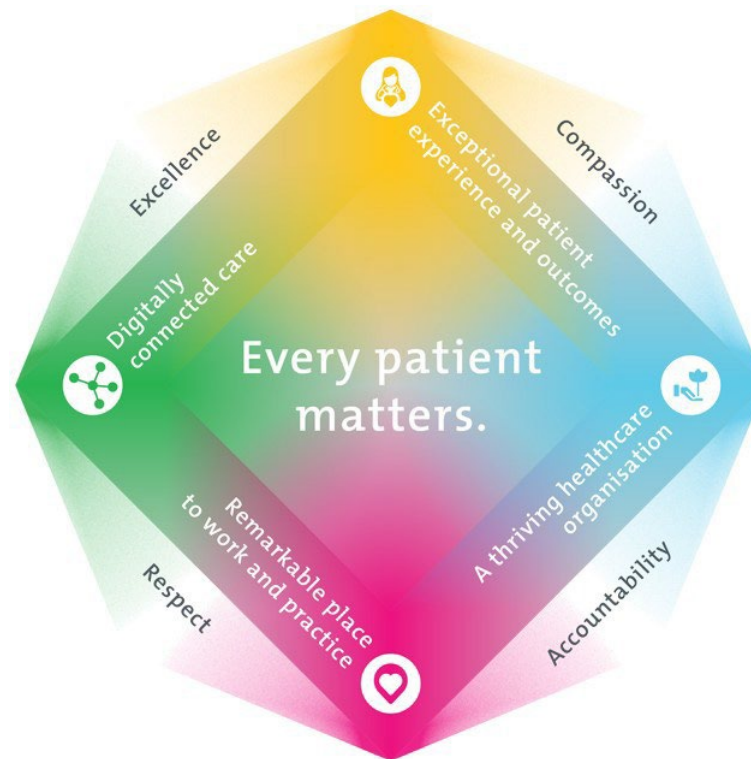 Excellence
Compassion
Exceptional patient
experience and outcomes
Digitally
connected care
Every patient
matters.
A thriving healthcare
organisation
Remarkable place
to work and practice
Respect
Accountability